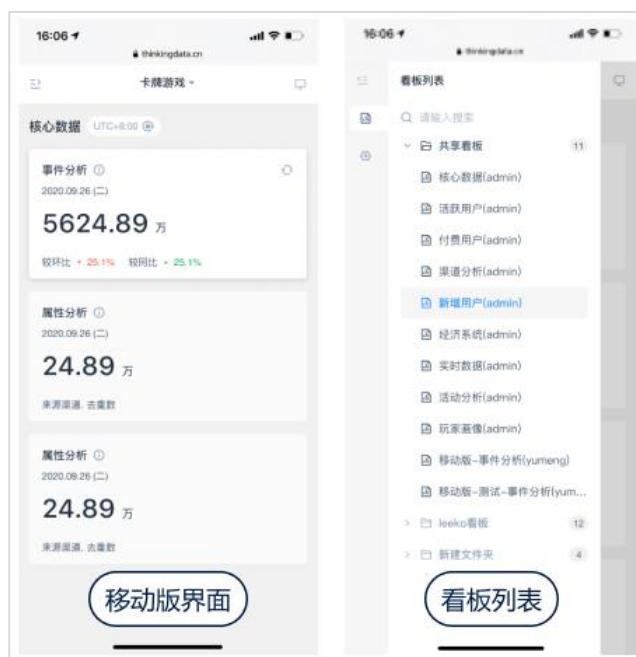 16:06
thinkingdata.cn
卡牌游戏
核心数据 UTC+8:00
事件分析
2020.09.26 (二)
5624.89 万
较环比 25.1% 较同比 25.1%
属性分析
2020.09.26 (二)
24.89 万
来源渠道. 去重数
属性分析
2020.09.26 (二)
24.89 万
来源渠道. 去重数
移动版界面
16:06
thinkingdata.cn
看板列表
请输入搜索
共享看板 11
核心数据(admin)
活跃用户(admin)
付费用户(admin)
渠道分析(admin)
新增用户(admin)
经济系统(admin)
实时数据(admin)
活动分析(admin)
玩家画像(admin)
移动版-事件分析(yumeng)
移动版-测试-事件分析(yum...
leeko看板 12
新建文件夹 4
看板列表